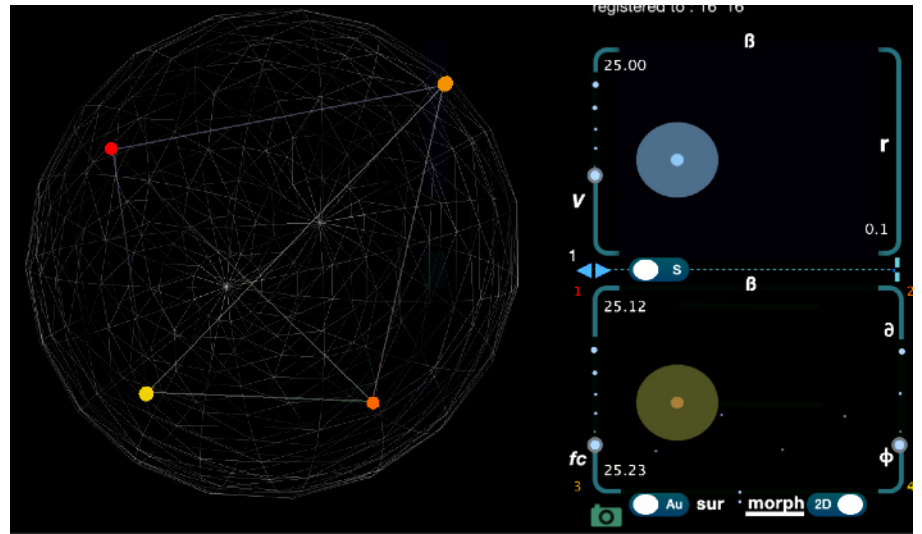 registered to : 16 16
ß
25.00
r
V
0.1
1
S
ß
1
2
25.12
∂
fc
25.23
ϕ
3
4
Au sur morph 2D